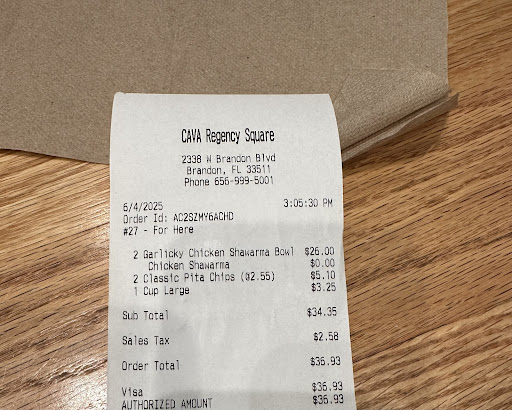 CAVA Regency Square
2338 W Brandon Blvd
Brandon, FL 33511
Phone 656-999-5001
6/4/2025 3:05:30 PM
Order Id: AC2SZMY6ACHD
#27 - For Here
2 Garlicky Chicken Shawarma Bowl $26.00
Chicken Shawarma $0.00
2 Classic Pita Chips (@2.55) $5.10
1 Cup Large $3.25
Sub Total $34.35
Sales Tax $2.58
Order Total $36.93
Visa $36.93
AUTHORIZED AMOUNT $36.93